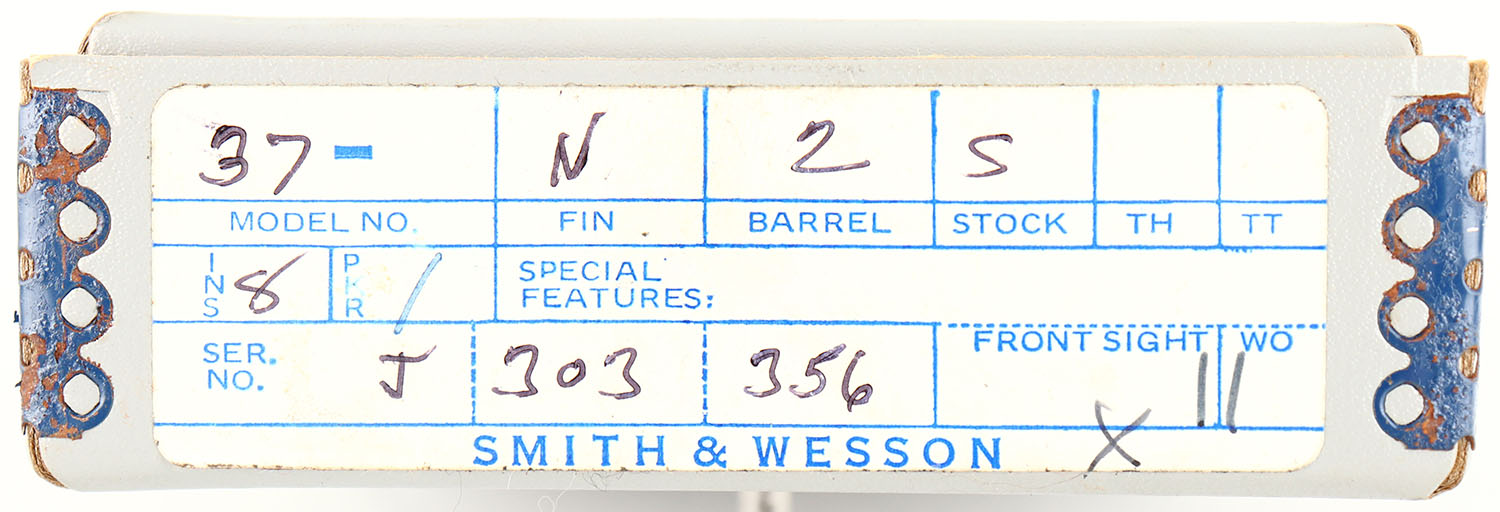 37- N 2 S
MODEL NO. FIN BARREL STOCK TH TT
INS 8 PKR / SPECIAL
FEATURES:
SER. NO. J 303 356 FRONT SIGHT WO
X 11
SMITH & WESSON